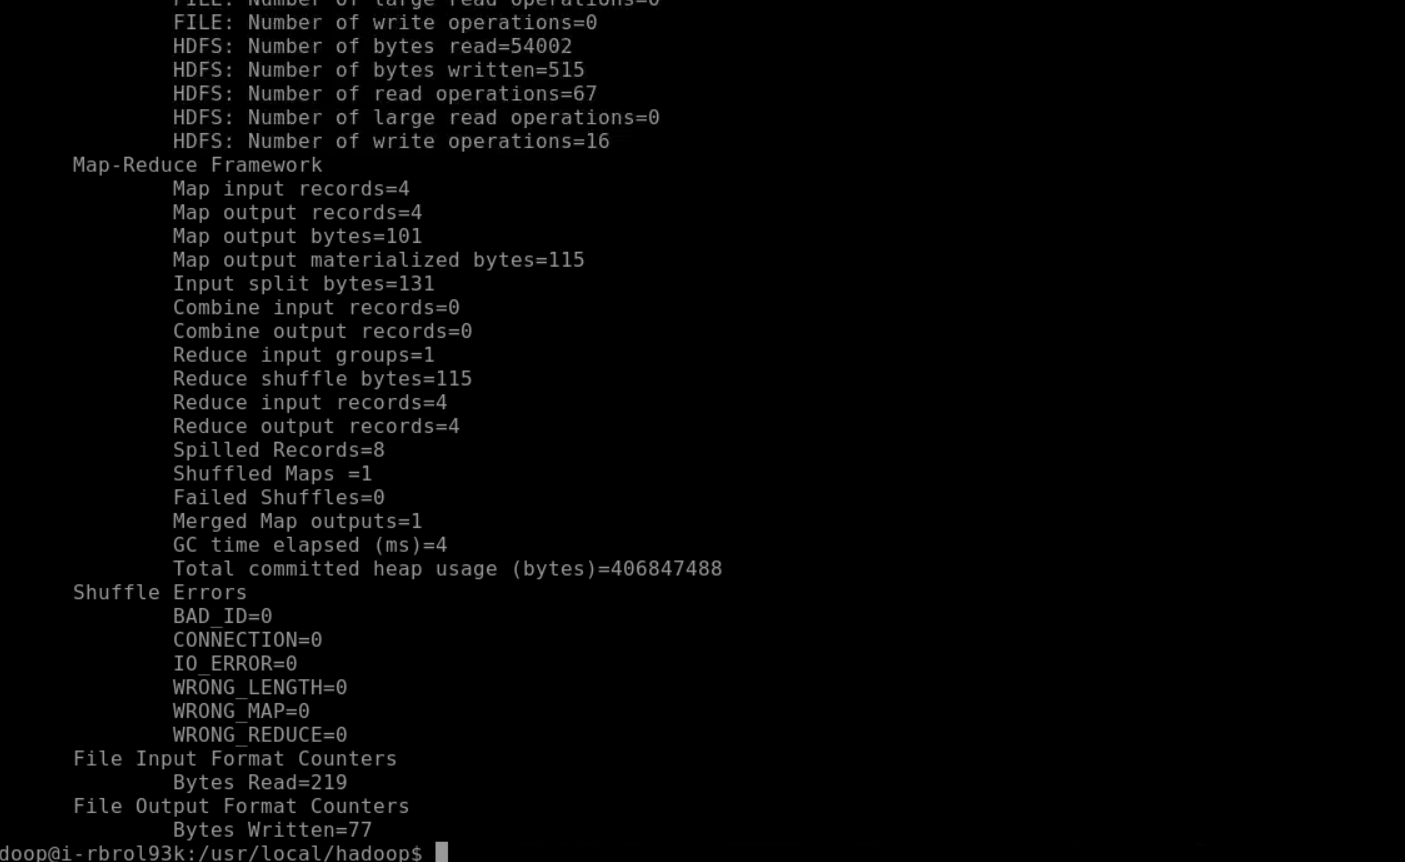 FILE: Number of large read operations=0
FILE: Number of write operations=0
HDFS: Number of bytes read=54002
HDFS: Number of bytes written=515
HDFS: Number of read operations=67
HDFS: Number of large read operations=0
HDFS: Number of write operations=16
Map-Reduce Framework
Map input records=4
Map output records=4
Map output bytes=101
Map output materialized bytes=115
Input split bytes=131
Combine input records=0
Combine output records=0
Reduce input groups=1
Reduce shuffle bytes=115
Reduce input records=4
Reduce output records=4
Spilled Records=8
Shuffled Maps =1
Failed Shuffles=0
Merged Map outputs=1
GC time elapsed (ms)=4
Total committed heap usage (bytes)=406847488
Shuffle Errors
BAD_ID=0
CONNECTION=0
IO_ERROR=0
WRONG_LENGTH=0
WRONG_MAP=0
WRONG_REDUCE=0
File Input Format Counters
Bytes Read=219
File Output Format Counters
Bytes Written=77
doop@i-rbrol93k:/usr/local/hadoop$